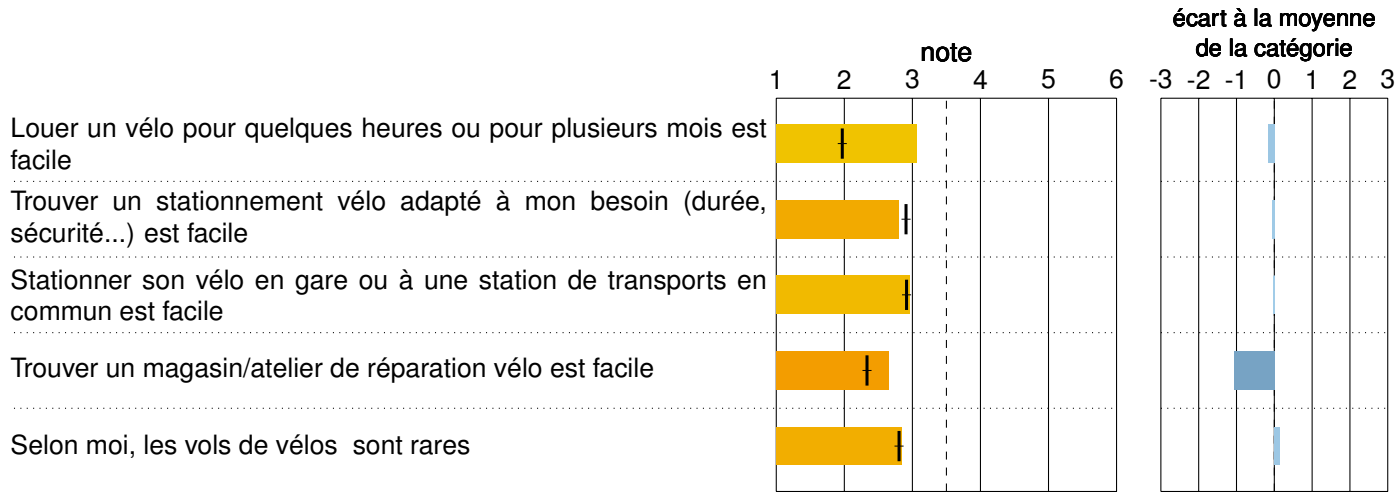 écart à la moyenne
de la catégorie
note
1 2 3 4 5 6
-3 -2 -1 0 1 2 3
Louer un vélo pour quelques heures ou pour plusieurs mois est
facile
Trouver un stationnement vélo adapté à mon besoin (durée,
sécurité...) est facile
Stationner son vélo en gare ou à une station de transports en
commun est facile
Trouver un magasin/atelier de réparation vélo est facile
Selon moi, les vols de vélos sont rares